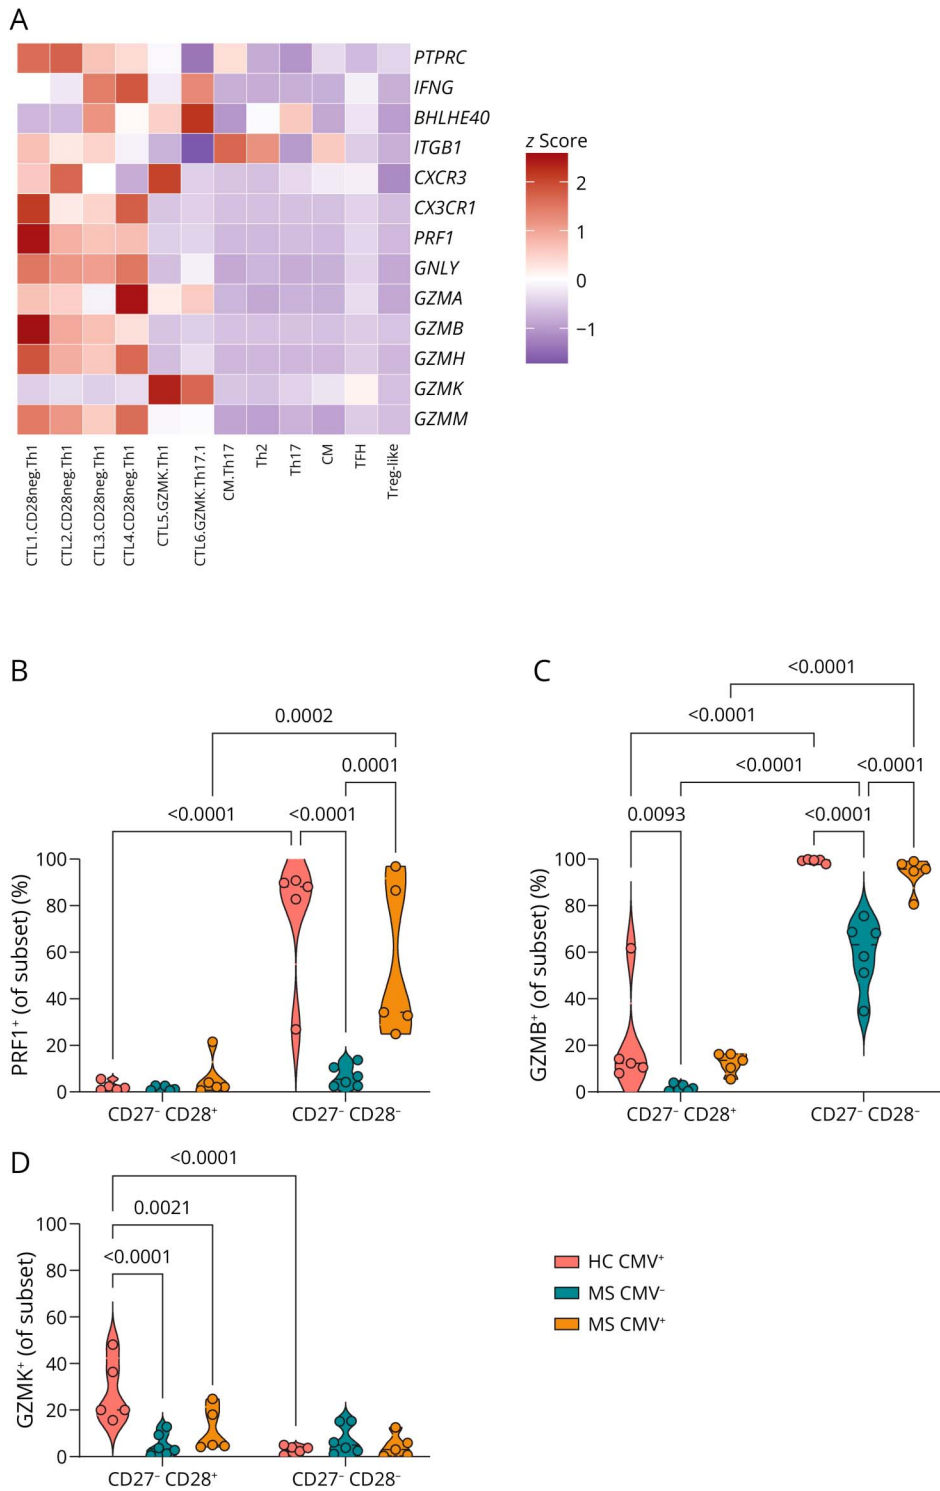 A
PTPRC
IFNG
BHLHE40
ITGB1
CXCR3
CX3CR1
PRF1
GNLY
GZMA
GZMB
GZMH
GZMK
GZMM
z Score
2
1
0
−1
CTL1.CD28neg.Th1
CTL2.CD28neg.Th1
CTL3.CD28neg.Th1
CTL4.CD28neg.Th1
CTL5.GZMK.Th1
CTL6.GZMK.Th17.1
CM.Th17
Th2
Th17
CM
TFH
Treg-like
B
0.0002
0.0001
<0.0001
<0.0001
PRF1⁺ (of subset) (%)
100
80
60
40
20
0
CD27⁻ CD28⁺
CD27⁻ CD28⁻
C
<0.0001
<0.0001
<0.0001
<0.0001
0.0093
<0.0001
GZMB⁺ (of subset) (%)
100
80
60
40
20
0
CD27⁻ CD28⁺
CD27⁻ CD28⁻
D
<0.0001
0.0021
<0.0001
GZMK⁺ (of subset)
100
80
60
40
20
0
CD27⁻ CD28⁺
CD27⁻ CD28⁻
HC CMV⁺
MS CMV⁻
MS CMV⁺